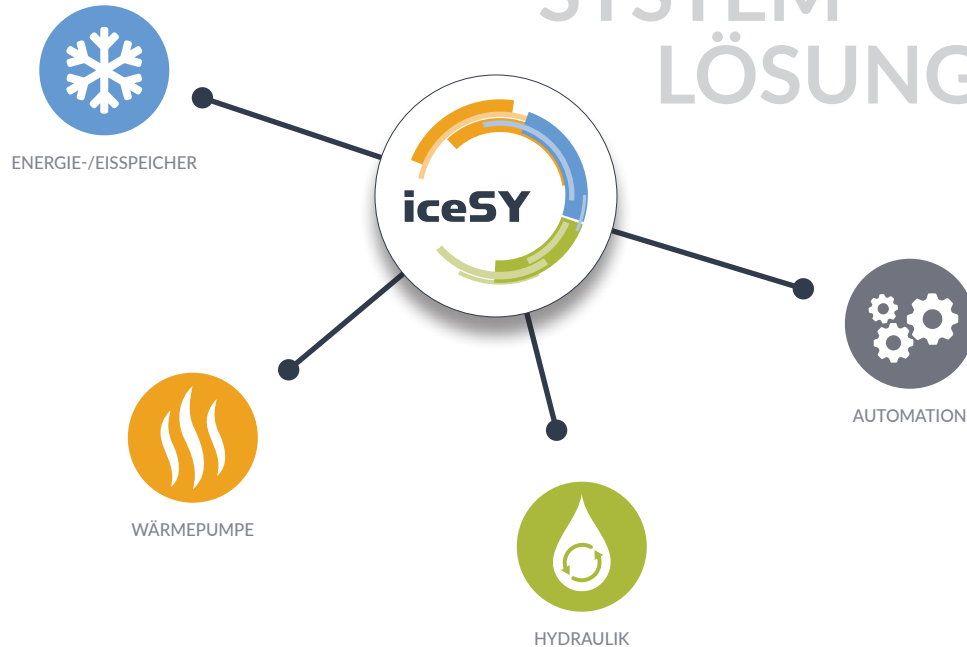 SYSTEM
LÖSUNG
ENERGIE-/EISSPEICHER
iceSY
AUTOMATION
WÄRMEPUMPE
HYDRAULIK